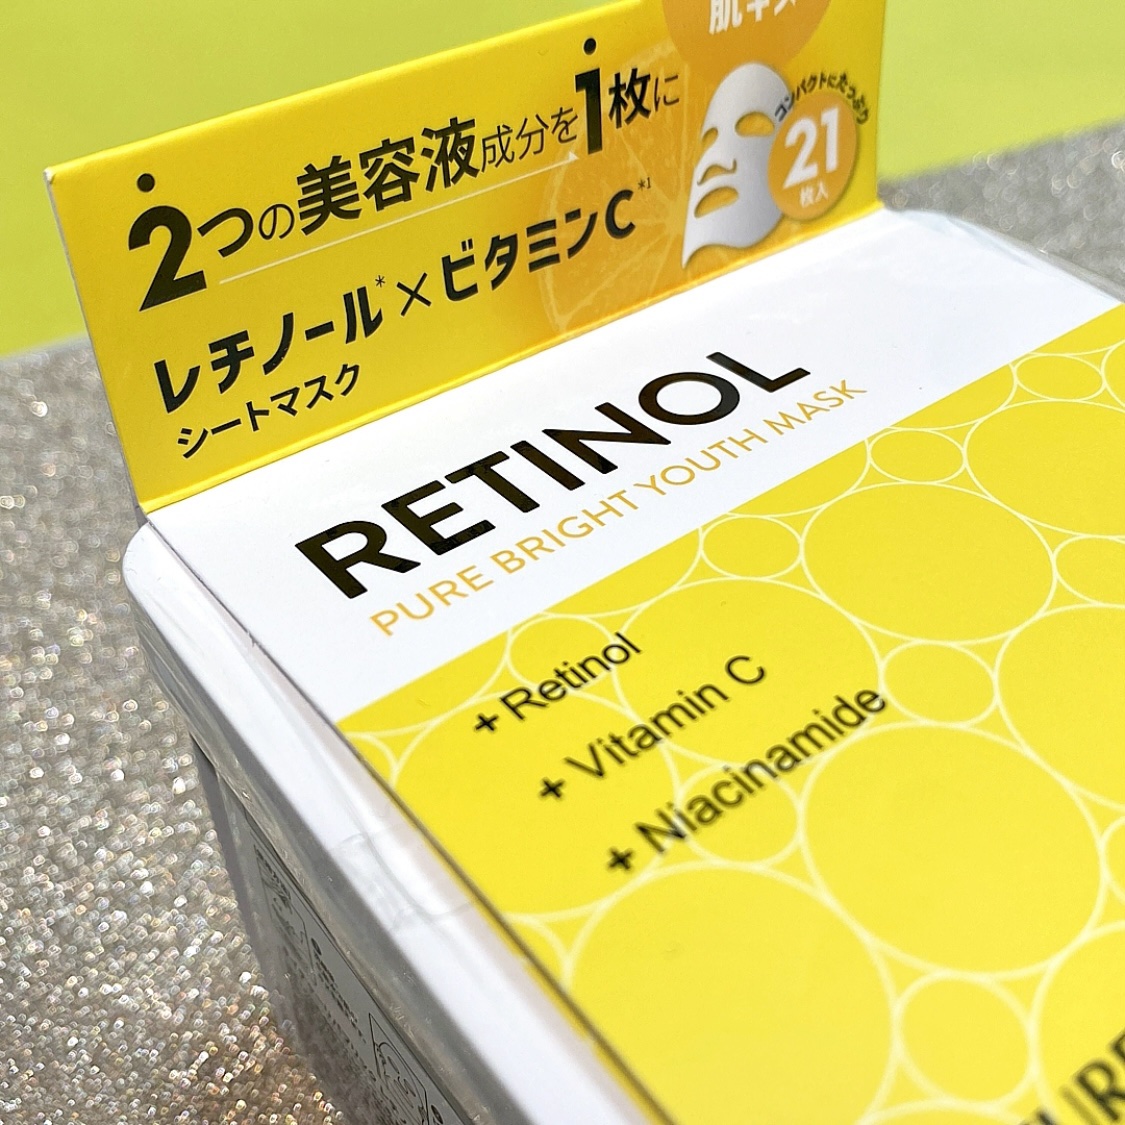 2つの美容液成分を1枚に
レチノール*×ビタミンC*1
シートマスク
コンパクトにたっぷり
21
枚入
RETINOL
PURE BRIGHT YOUTH MASK
+ Retinol
+ Vitamin C
+ Niacinamide